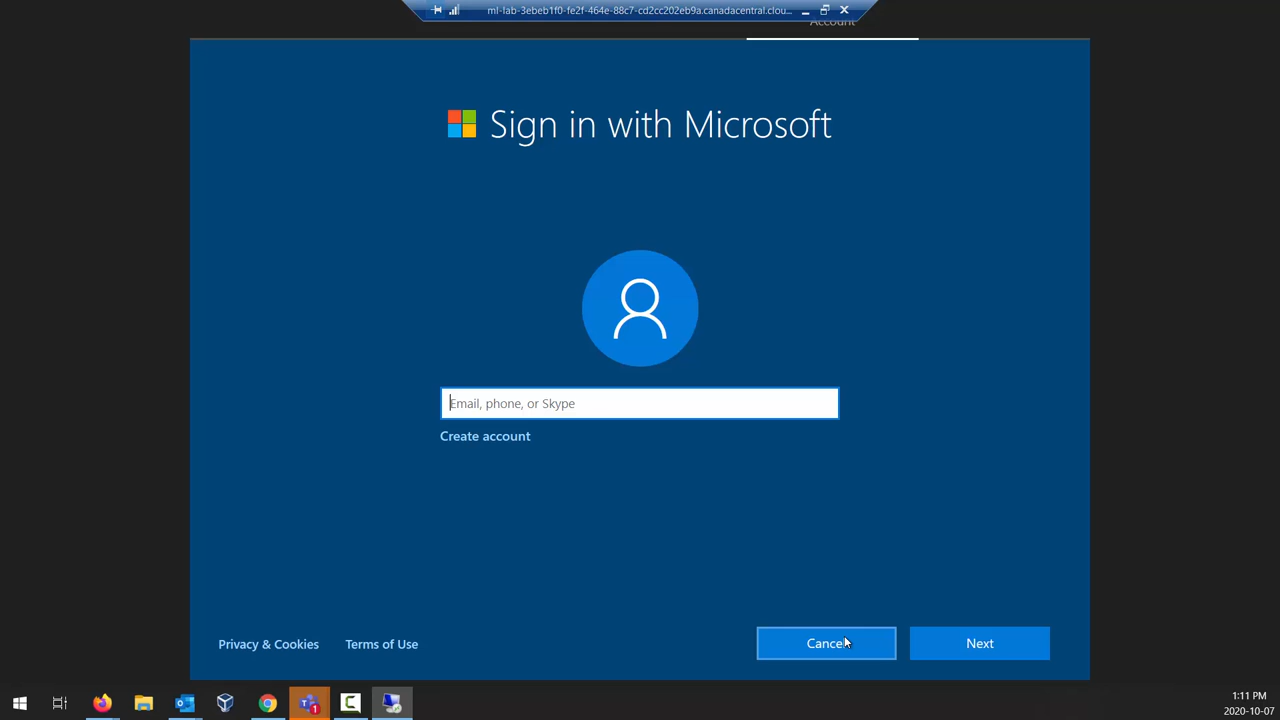 ml-lab-3ebeb1f0-fe2f-464e-88c7-cd2cc202eb9a.canadacentral.clou...
Account
Sign in with Microsoft
Email, phone, or Skype
Create account
Privacy & Cookies
Terms of Use
Cancel
Next
1:11 PM
2020-10-07